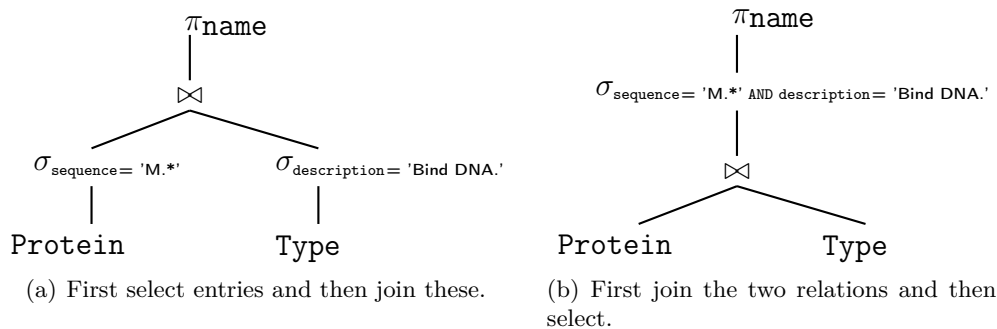 πname
⋈
σsequence= 'M.*'
σdescription= 'Bind DNA.'
Protein
Type
(a) First select entries and then join these.
πname
σsequence= 'M.*' AND description= 'Bind DNA.'
⋈
Protein
Type
(b) First join the two relations and then
select.